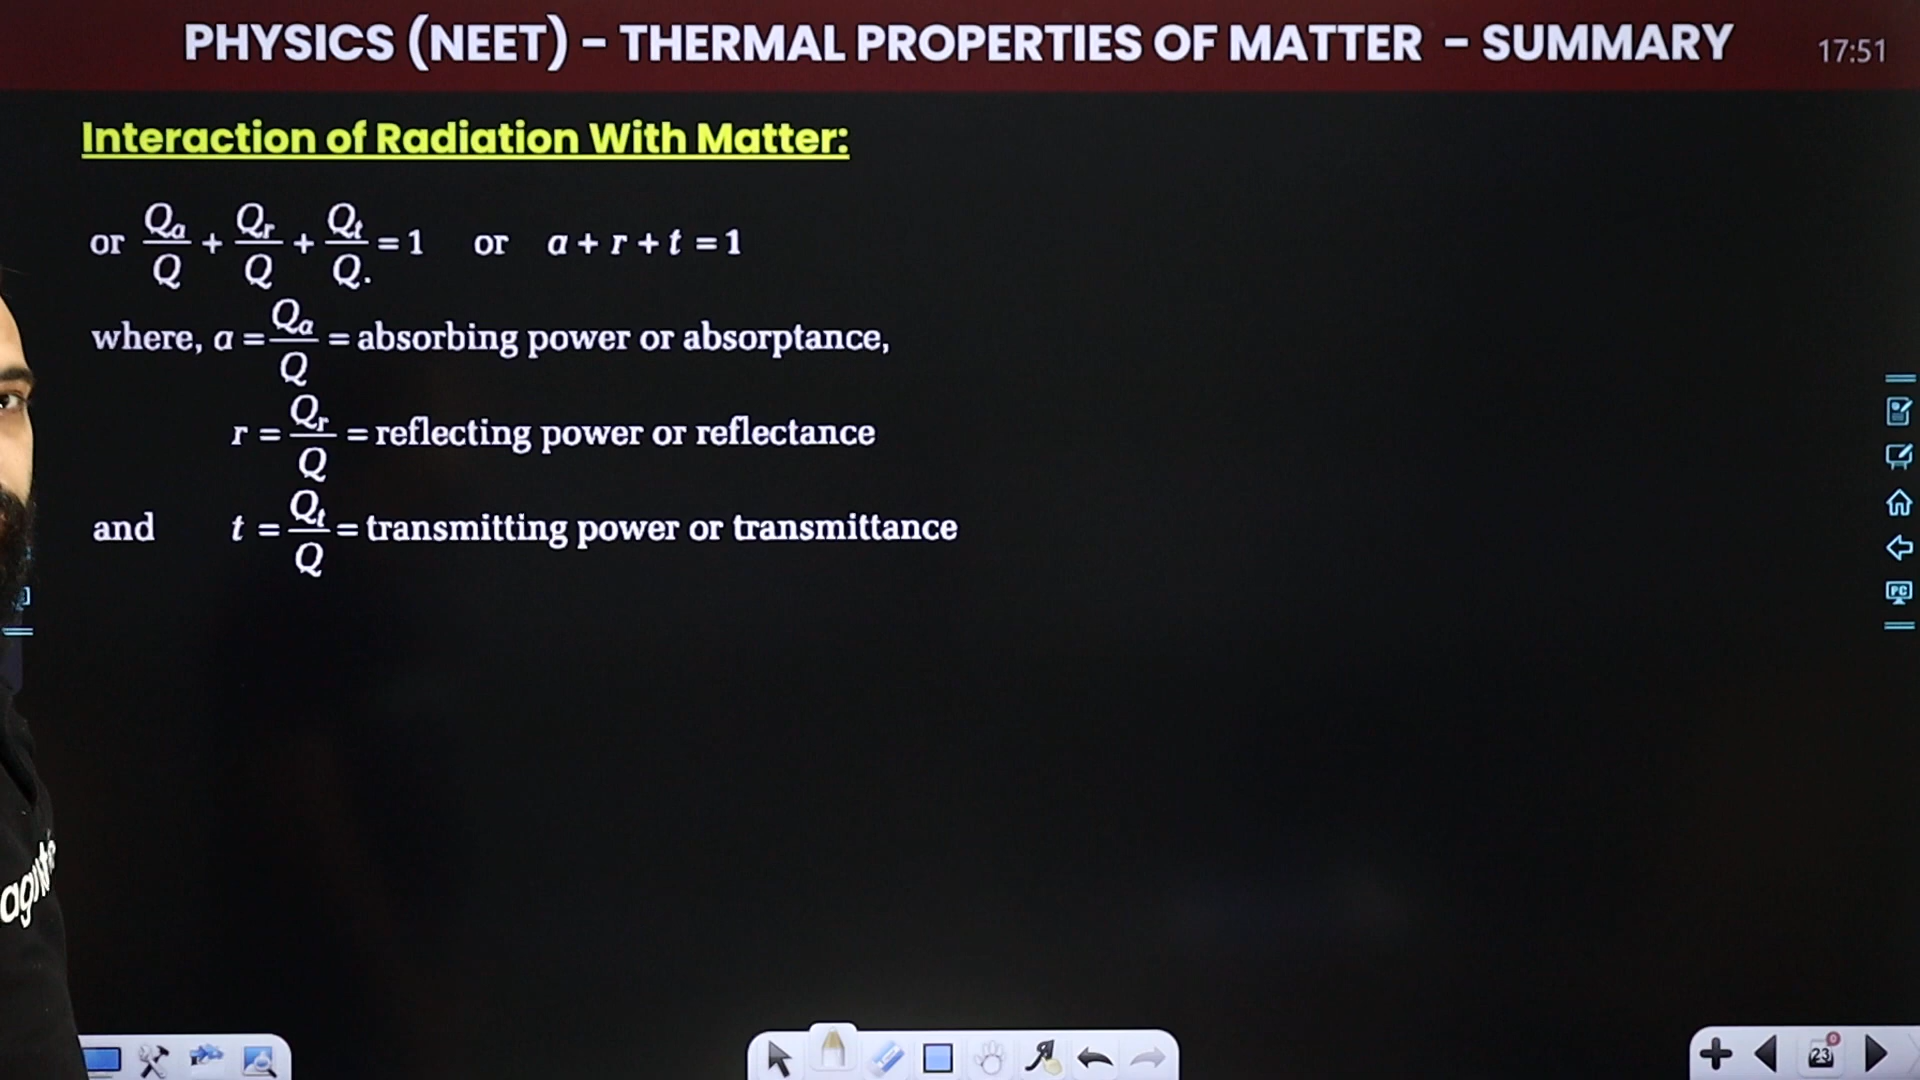 PHYSICS (NEET) – THERMAL PROPERTIES OF MATTER – SUMMARY
17:51
Interaction of Radiation With Matter:
or Qa/Q + Qr/Q + Qt/Q. = 1 or a + r + t = 1
where, a = Qa/Q = absorbing power or absorptance,
r = Qr/Q = reflecting power or reflectance
and t = Qt/Q = transmitting power or transmittance
PC
23
0